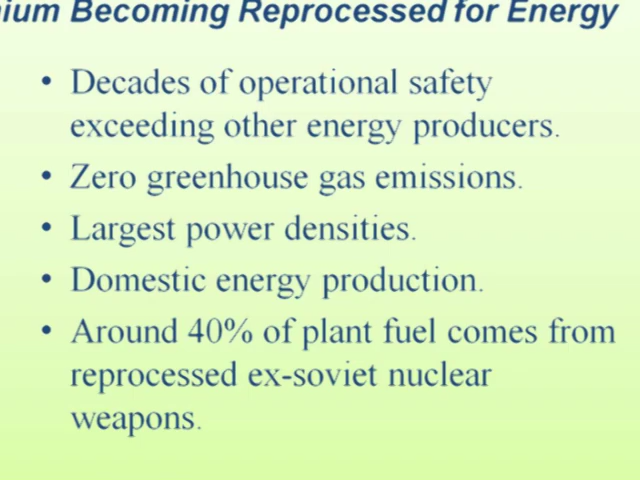 Becoming Reprocessed for Energy
• Decades of operational safety
exceeding other energy producers.
• Zero greenhouse gas emissions.
• Largest power densities.
• Domestic energy production.
• Around 40% of plant fuel comes from
reprocessed ex-soviet nuclear
weapons.